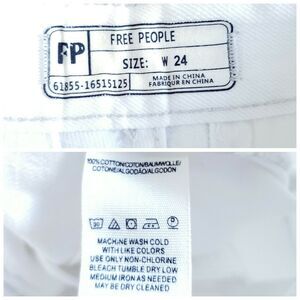 FP
FREE PEOPLE
SIZE: W 24
61855-16515125
MADE IN CHINA
FABRIQUÉ EN CHINA
100%COTTON/COTON/BAUMWOLLE/
COTONE/ALGODÃO/ALGODON
MACHINE WASH COLD
WITH LIKE COLORS
USE ONLY NON-CHLORINE
BLEACH TUMBLE DRY LOW
MEDIUM IRON AS NEEDED
MAY BE DRY CLEANED